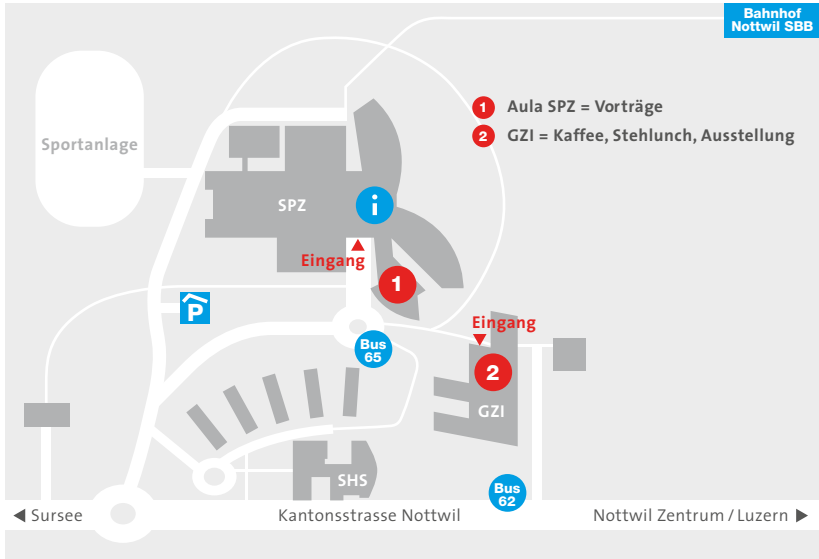 Bahnhof
Nottwil SBB
1 Aula SPZ = Vorträge
2 GZI = Kaffee, Stehlunch, Ausstellung
Sportanlage
SPZ
i
Eingang
1
P
Eingang
Bus
65
2
GZI
SHS
Bus
62
◀ Sursee
Kantonsstrasse Nottwil
Nottwil Zentrum / Luzern ▶